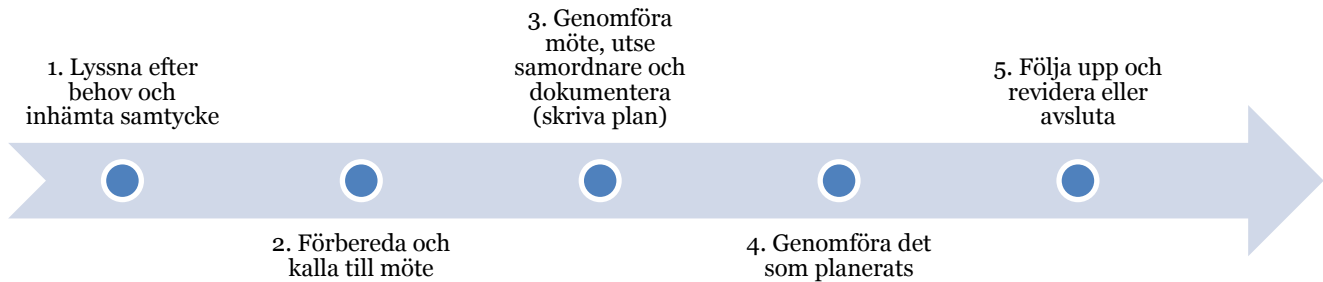 1. Lyssna efter
behov och
inhämta samtycke
2. Förbereda och
kalla till möte
3. Genomföra
möte, utse
samordnare och
dokumentera
(skriva plan)
4. Genomföra det
som planerats
5. Följa upp och
revidera eller
avsluta